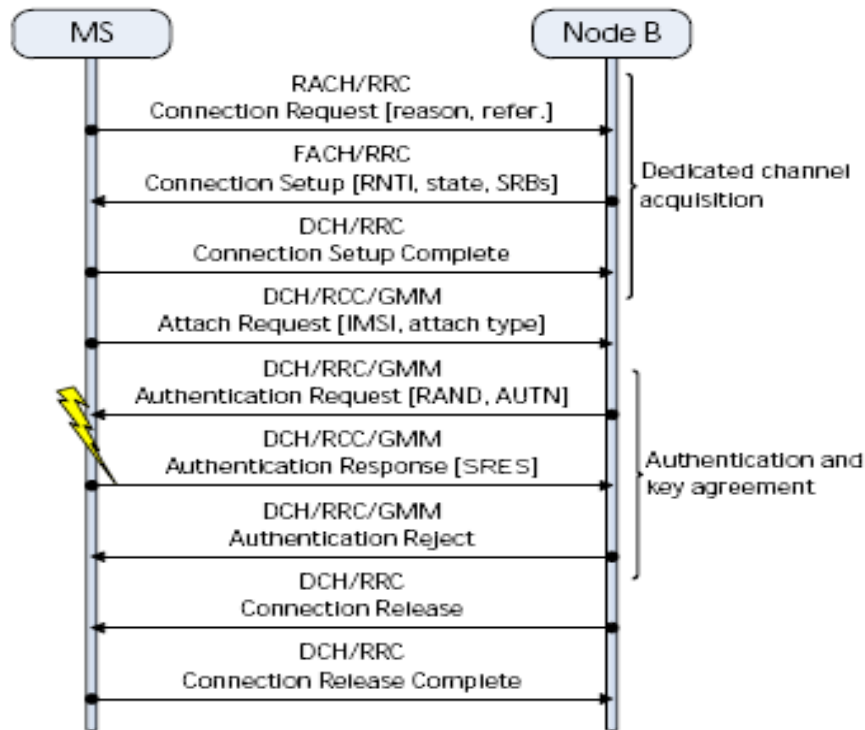 MS
Node B
RACH/RRC
Connection Request [reason, refer.]
FACH/RRC
Connection Setup [RNTI, state, SRBs]
Dedicated channel
acquisition
DCH/RRC
Connection Setup Complete
DCH/RCC/GMM
Attach Request [IMSI, attach type]
DCH/RRC/GMM
Authentication Request [RAND, AUTN]
DCH/RCC/GMM
Authentication Response [SRES]
Authentication and
key agreement
DCH/RRC/GMM
Authentication Reject
DCH/RRC
Connection Release
DCH/RRC
Connection Release Complete